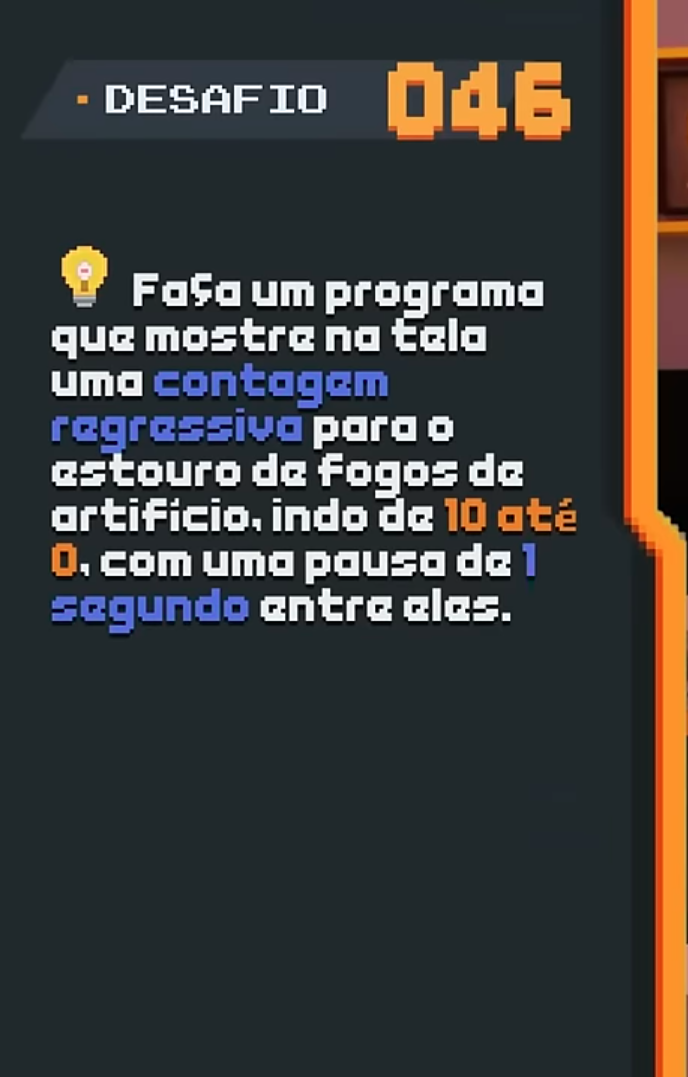 DESAFIO 046
Faça um programa
que mostre na tela
uma contagem
regressiva para o
estouro de fogos de
artifício, indo de 10 até
0, com uma pausa de 1
segundo entre eles.